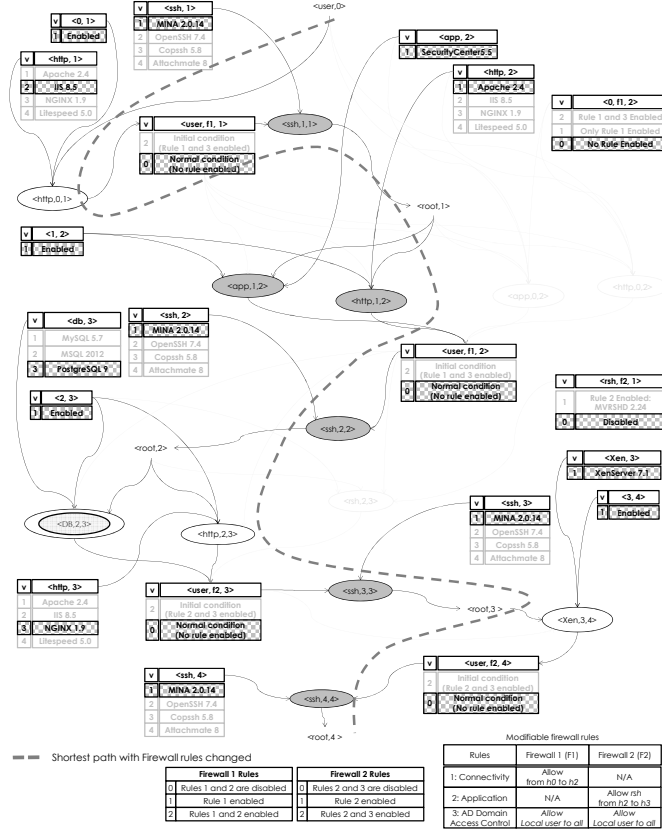 <user,0>
v <0, 1>
1 Enabled
v <ssh, 1>
1 MINA 2.0.14
2 OpenSSH 7.4
3 Copssh 5.8
4 Attachmate 8
v <app, 2>
1 SecurityCenter5.5
v <http, 1>
1 Apache 2.4
2 IIS 8.5
3 NGINX 1.9
4 Litespeed 5.0
v <http, 2>
1 Apache 2.4
2 IIS 8.5
3 NGINX 1.9
4 Litespeed 5.0
v <0, f1, 2>
2 Rule 1 and 3 Enabled
1 Only Rule 1 Enabled
0 No Rule Enabled
v <user, f1, 1>
2 Initial condition
(Rule 1 and 3 enabled)
0 Normal condition
(No rule enabled)
<ssh,1,1>
<http,0,1>
<root,1>
v <1, 2>
1 Enabled
<app,1,2>
<http,1,2>
<app,0,2>
<http,0,2>
v <db, 3>
1 MySQL 5.7
2 MSQL 2012
3 PostgreSQL 9
v <ssh, 2>
1 MINA 2.0.14
2 OpenSSH 7.4
3 Copssh 5.8
4 Attachmate 8
v <user, f1, 2>
2 Initial condition
(Rule 1 and 3 enabled)
0 Normal condition
(No rule enabled)
v <rsh, f2, 1>
1 Rule 2 Enabled:
MVRSHD 2.24
0 Disabled
v <2, 3>
1 Enabled
<ssh,2,2>
<root,2>
v <Xen, 3>
1 XenServer 7.1
v <3, 4>
1 Enabled
<ssh,2,3>
v <ssh, 3>
1 MINA 2.0.14
2 OpenSSH 7.4
3 Copssh 5.8
4 Attachmate 8
<DB,2,3>
<http,2,3>
v <http, 3>
1 Apache 2.4
2 IIS 8.5
3 NGINX 1.9
4 Litespeed 5.0
v <user, f2, 3>
2 Initial condition
(Rule 2 and 3 enabled)
0 Normal condition
(No rule enabled)
<ssh,3,3>
<root,3 >
<Xen,3,4>
v <ssh, 4>
1 MINA 2.0.14
2 OpenSSH 7.4
3 Copssh 5.8
4 Attachmate 8
v <user, f2, 4>
2 Initial condition
(Rule 2 and 3 enabled)
0 Normal condition
(No rule enabled)
<ssh,4,4>
<root,4 >
Shortest path with Firewall rules changed
Firewall 1 Rules
0 Rules 1 and 2 are disabled
1 Rule 1 enabled
2 Rules 1 and 2 enabled
Firewall 2 Rules
0 Rules 2 and 3 are disabled
1 Rule 2 enabled
2 Rules 2 and 3 enabled
Modifiable firewall rules
Rules Firewall 1 (F1) Firewall 2 (F2)
1: Connectivity Allow from h0 to h2 N/A
2: Application N/A Allow rsh from h2 to h3
3: AD Domain Access Control Allow Local user to all Allow Local user to all